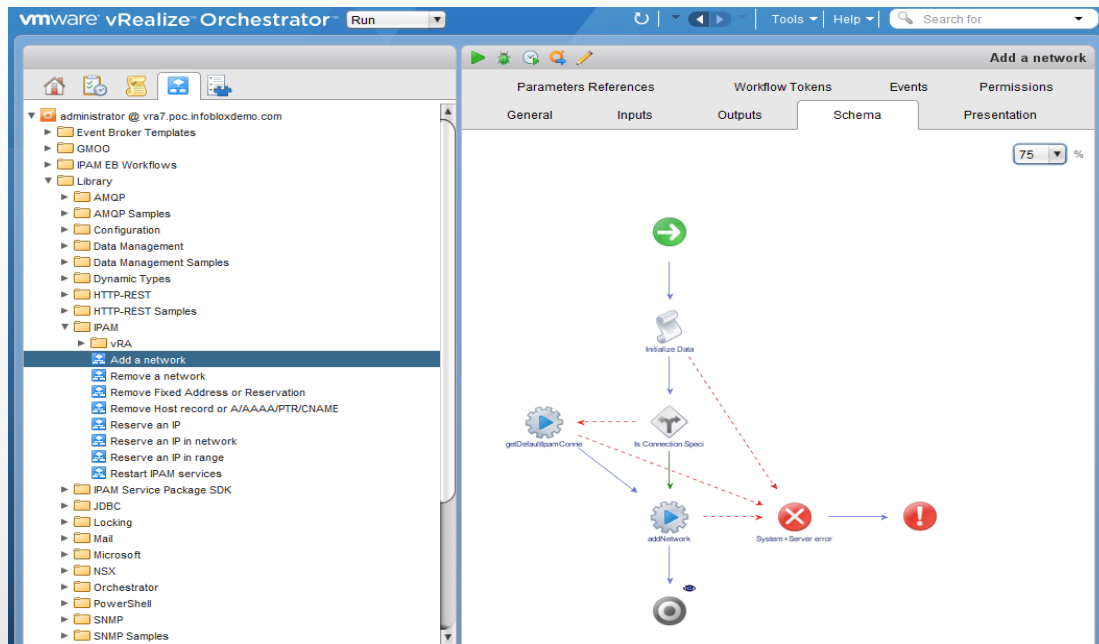 vmware vRealize Orchestrator Run Tools Help Search for
Add a network
Parameters References Workflow Tokens Events Permissions
General Inputs Outputs Schema Presentation
75 %
administrator @ vra7.poc.infobloxdemo.com
Event Broker Templates
GMOO
IPAM EB Workflows
Library
AMQP
AMQP Samples
Configuration
Data Management
Data Management Samples
Dynamic Types
HTTP-REST
HTTP-REST Samples
IPAM
vRA
Add a network
Remove a network
Remove Fixed Address or Reservation
Remove Host record or A/AAAA/PTR/CNAME
Reserve an IP
Reserve an IP in network
Reserve an IP in range
Restart IPAM services
IPAM Service Package SDK
JDBC
Locking
Mail
Microsoft
NSX
Orchestrator
PowerShell
SNMP
SNMP Samples
Initialize Data
getDefaultIpamConne
Is Connection Speci
addNetwork
System+Server error